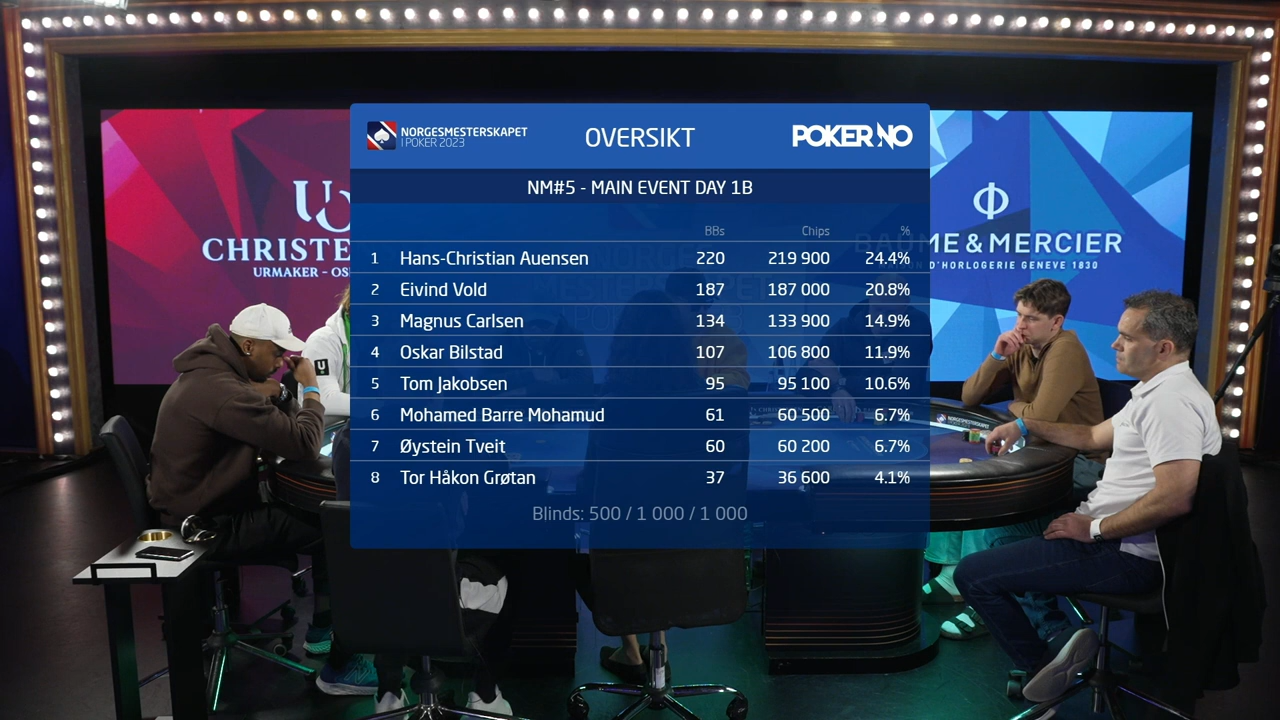 NORGESMESTERSKAPET
I POKER 2023
OVERSIKT
POKER NO
NM#5 - MAIN EVENT DAY 1B
BBs Chips %
1 Hans-Christian Auensen 220 219 900 24.4%
2 Eivind Vold 187 187 000 20.8%
3 Magnus Carlsen 134 133 900 14.9%
4 Oskar Bilstad 107 106 800 11.9%
5 Tom Jakobsen 95 95 100 10.6%
6 Mohamed Barre Mohamud 61 60 500 6.7%
7 Øystein Tveit 60 60 200 6.7%
8 Tor Håkon Grøtan 37 36 600 4.1%
Blinds: 500 / 1 000 / 1 000
CHRISTE
URMAKER - OS
BAUME & MERCIER
MAISON D'HORLOGERIE GENEVE 1830
NORGESMESTERSKAPET